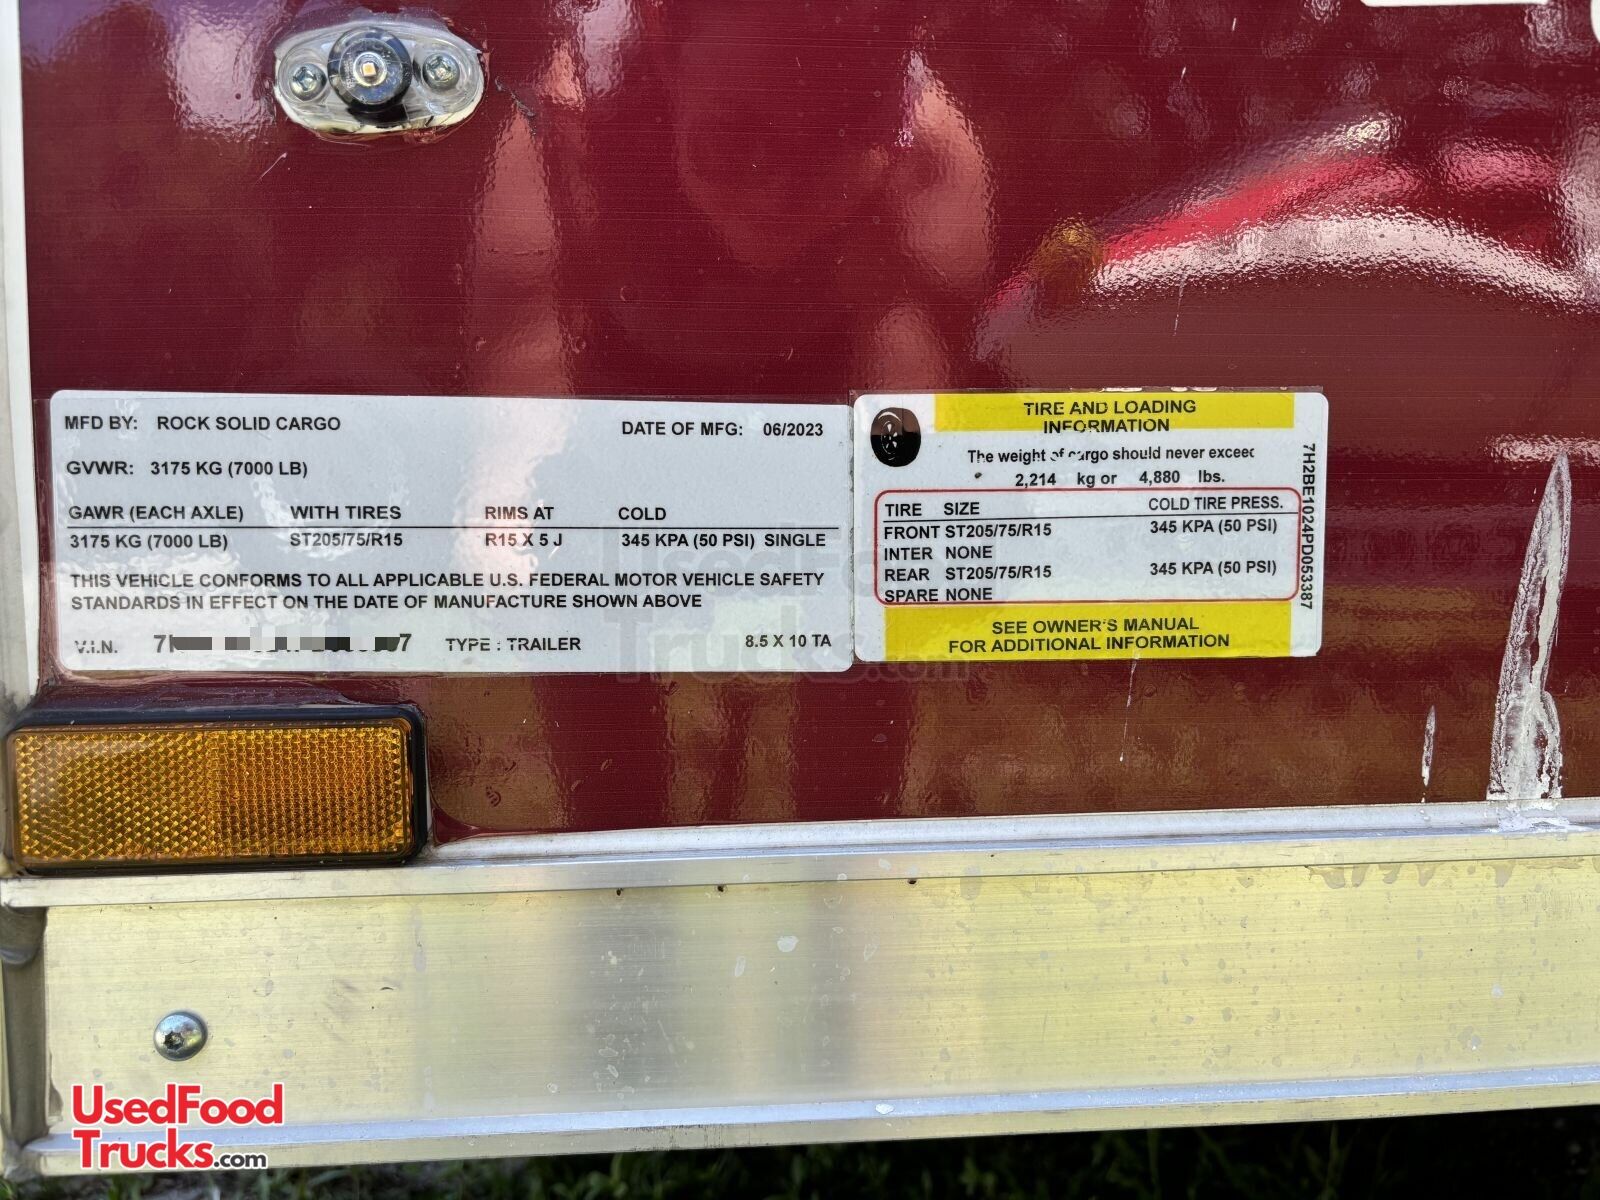 MFD BY: ROCK SOLID CARGO DATE OF MFG: 06/2023
GVWR: 3175 KG (7000 LB)
GAWR (EACH AXLE) WITH TIRES RIMS AT COLD
3175 KG (7000 LB) ST205/75/R15 R15 X 5 J 345 KPA (50 PSI) SINGLE
THIS VEHICLE CONFORMS TO ALL APPLICABLE U.S. FEDERAL MOTOR VEHICLE SAFETY
STANDARDS IN EFFECT ON THE DATE OF MANUFACTURE SHOWN ABOVE
V.I.N. TYPE : TRAILER 8.5 X 10 TA
TIRE AND LOADING
INFORMATION
The weight of cargo should never exceed
2,214 kg or 4,880 lbs.
TIRE SIZE COLD TIRE PRESS.
FRONT ST205/75/R15 345 KPA (50 PSI)
INTER NONE
REAR ST205/75/R15 345 KPA (50 PSI)
SPARE NONE
SEE OWNER'S MANUAL
FOR ADDITIONAL INFORMATION
7H2BE1024PD053387
UsedFood
Trucks.com
UsedFood
Trucks.com